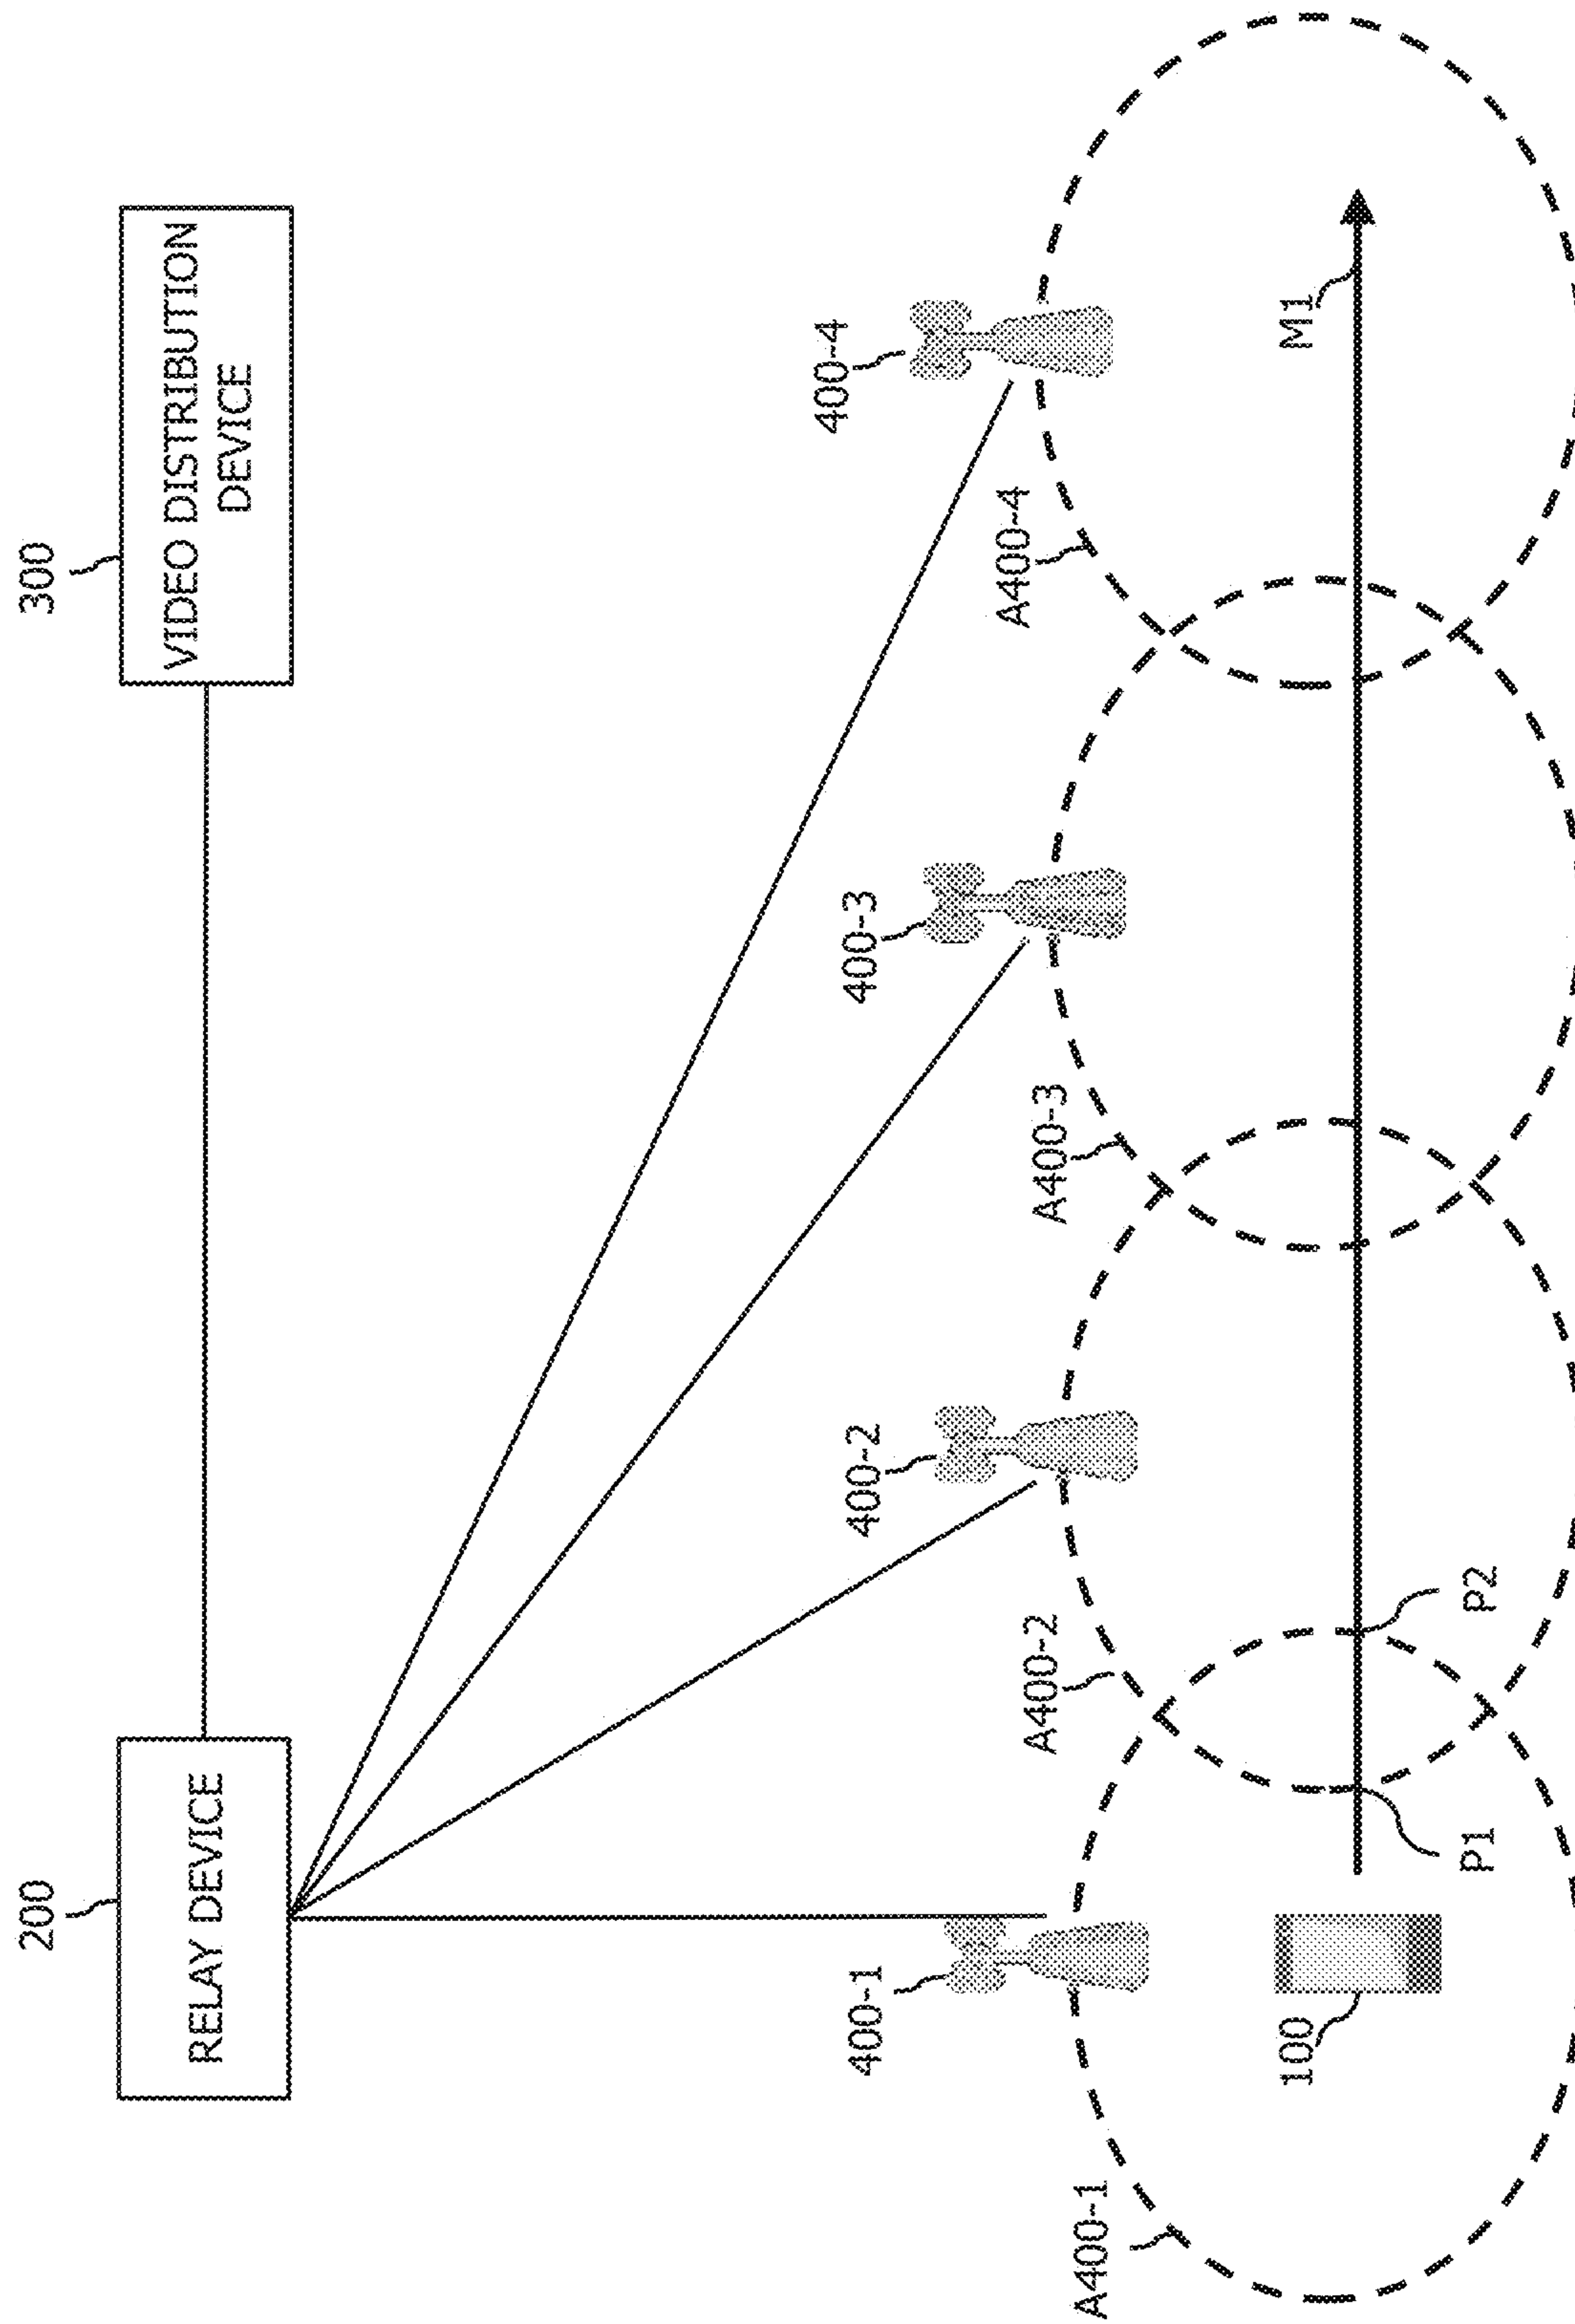 200
RELAY DEVICE
300
VIDEO DISTRIBUTION
DEVICE
400-1
400-2
400-3
400-4
A400-1
A400-2
A400-3
A400-4
100
M1
P1
P2